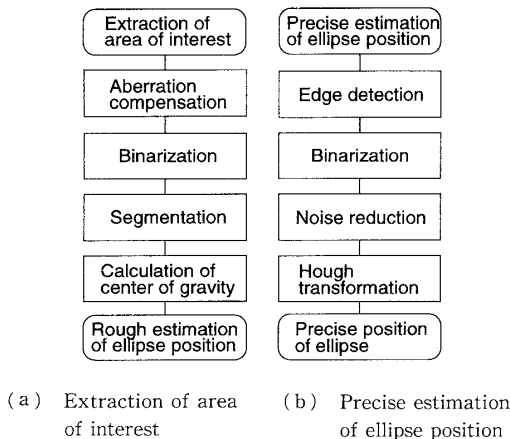 Extraction of
area of interest
Aberration
compensation
Binarization
Segmentation
Calculation of
center of gravity
Rough estimation
of ellipse position
Precise estimation
of ellipse position
Edge detection
Binarization
Noise reduction
Hough
transformation
Precise position
of ellipse
(a) Extraction of area
of interest
(b) Precise estimation
of ellipse position